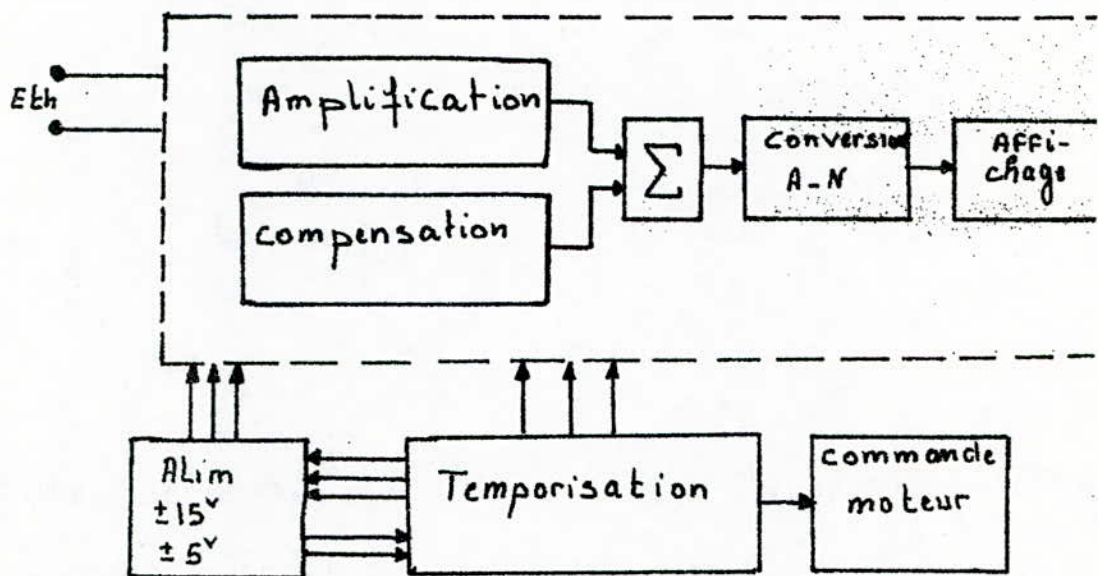 Eth
Amplification
compensation
Σ
conversion
A-N
AFFi-
chage
ALim
±15v
±5v
Temporisation
commande
moteur